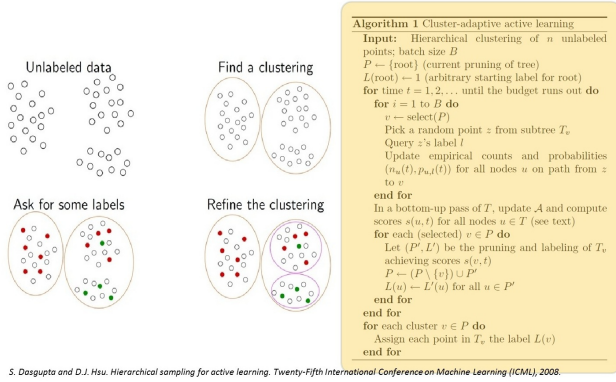 Unlabeled data
Find a clustering
Ask for some labels
Refine the clustering
Algorithm 1 Cluster-adaptive active learning
Input: Hierarchical clustering of n unlabeled
points; batch size B
P ← {root} (current pruning of tree)
L(root) ← 1 (arbitrary starting label for root)
for time t = 1, 2, . . . until the budget runs out do
for i = 1 to B do
v ← select(P)
Pick a random point z from subtree Tᵥ
Query z's label l
Update empirical counts and probabilities
(nᵤ(t), pᵤ,ₗ(t)) for all nodes u on path from z
to v
end for
In a bottom-up pass of T, update 𝒜 and compute
scores s(u, t) for all nodes u ∈ T (see text)
for each (selected) v ∈ P do
Let (P′, L′) be the pruning and labeling of Tᵥ
achieving scores s(v, t)
P ← (P \ {v}) ∪ P′
L(u) ← L′(u) for all u ∈ P′
end for
end for
for each cluster v ∈ P do
Assign each point in Tᵥ the label L(v)
end for
S. Dasgupta and D.J. Hsu. Hierarchical sampling for active learning. Twenty-Fifth International Conference on Machine Learning (ICML), 2008.